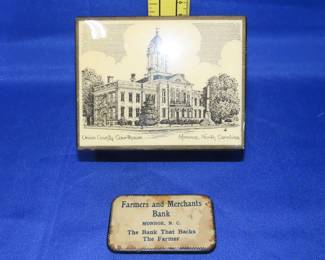 Union County Courthouse Monroe, North Carolina
Farmers and Merchants
Bank
MONROE, N. C.
The Bank That Backs
The Farmer